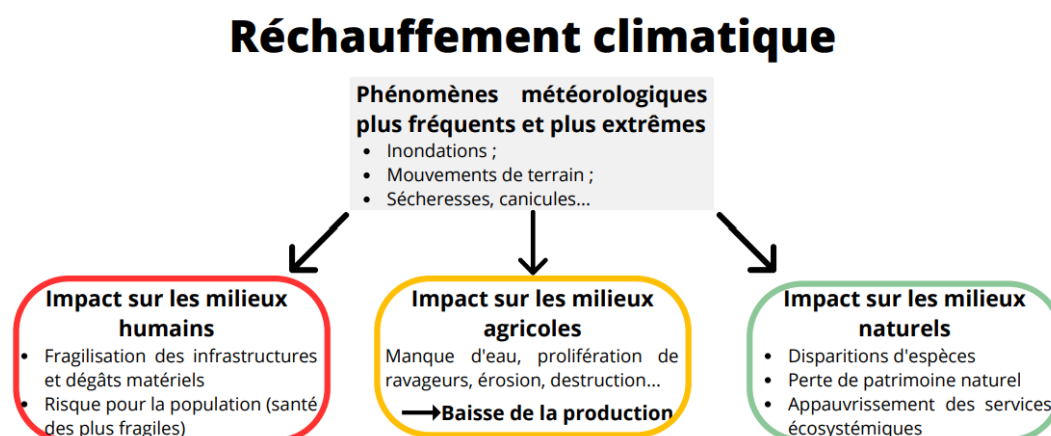 Réchauffement climatique
Phénomènes météorologiques
plus fréquents et plus extrêmes
• Inondations ;
• Mouvements de terrain ;
• Sécheresses, canicules...
Impact sur les milieux
humains
• Fragilisation des infrastructures
et dégâts matériels
• Risque pour la population (santé
des plus fragiles)
Impact sur les milieux
agricoles
Manque d'eau, prolifération de
ravageurs, érosion, destruction...
Baisse de la production
Impact sur les milieux
naturels
• Disparitions d'espèces
• Perte de patrimoine naturel
• Appauvrissement des services
écosystémiques